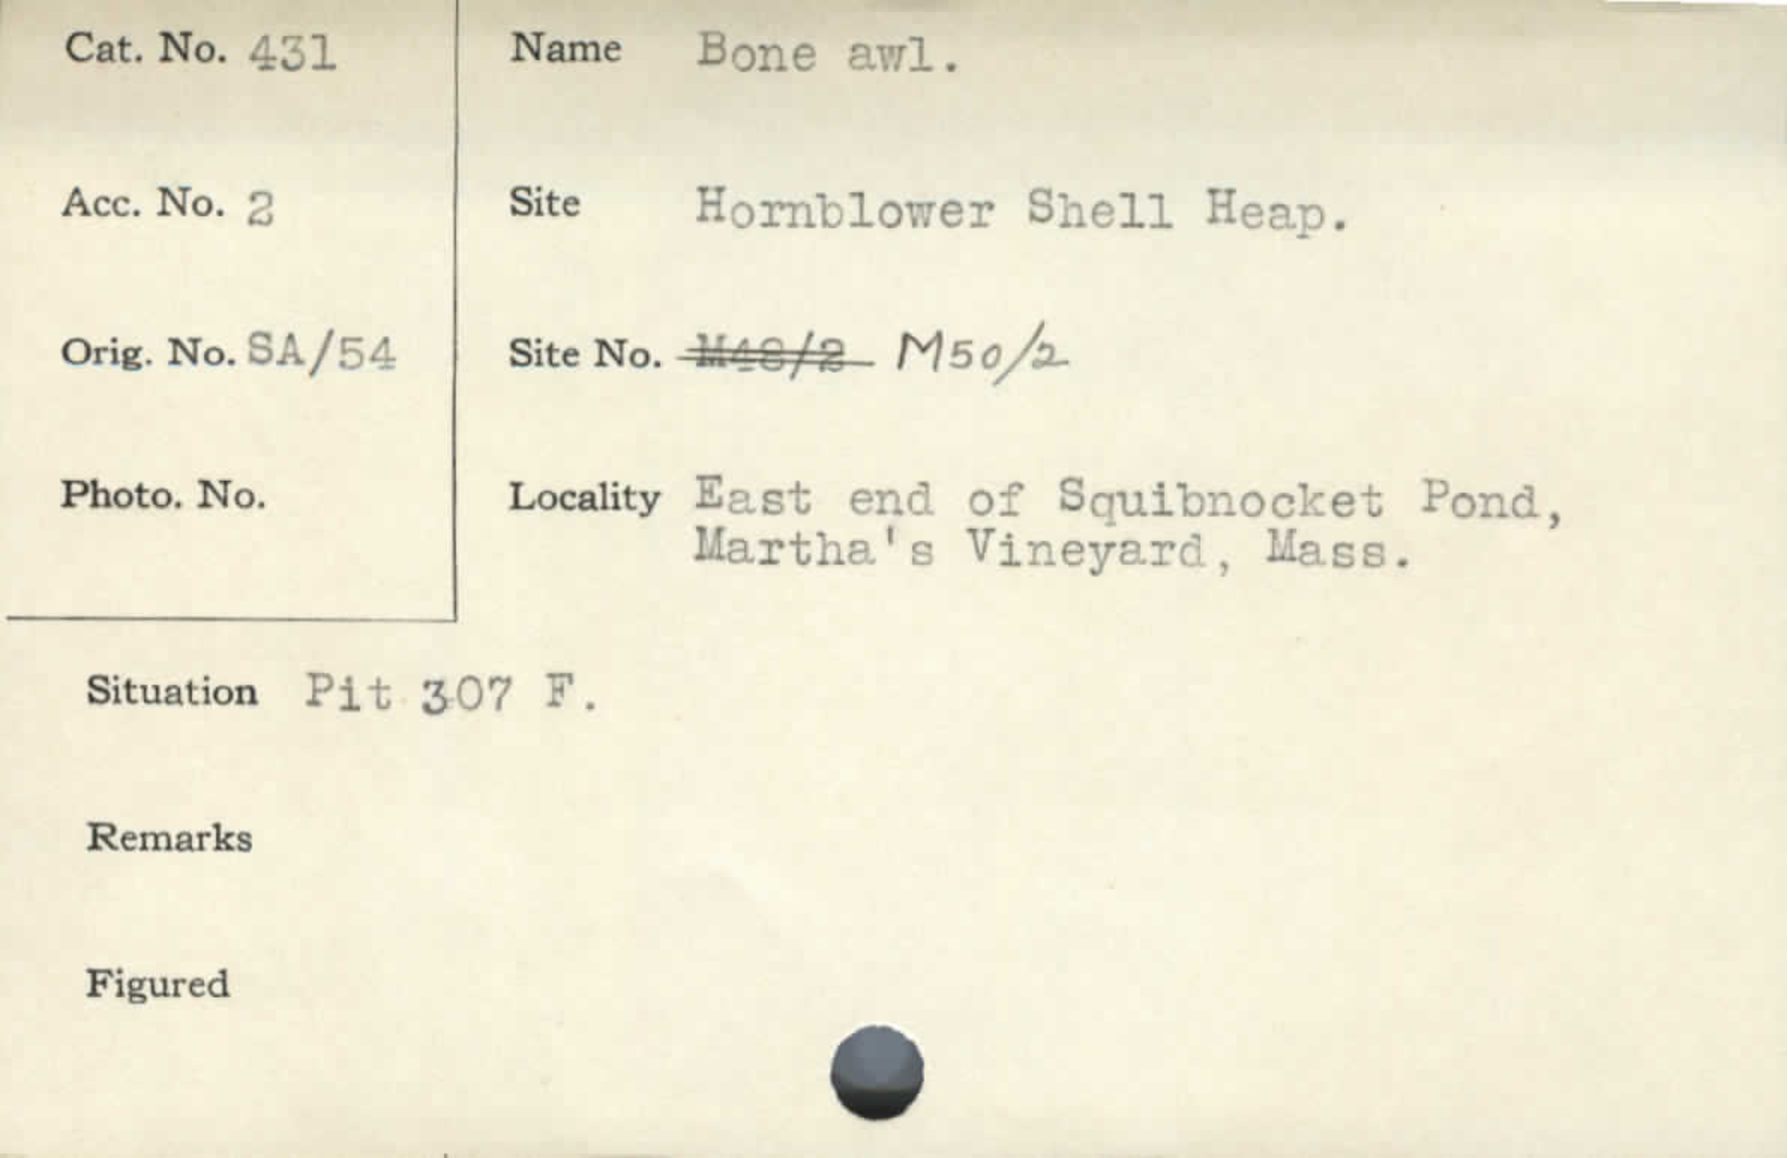 Cat. No. 431
Name Bone awl.
Acc. No. 2
Site Hornblower Shell Heap.
Orig. No. SA/54
Site No. M48/2 M50/2
Photo. No.
Locality East end of Squibnocket Pond,
Martha's Vineyard, Mass.
Situation Pit 307 F.
Remarks
Figured